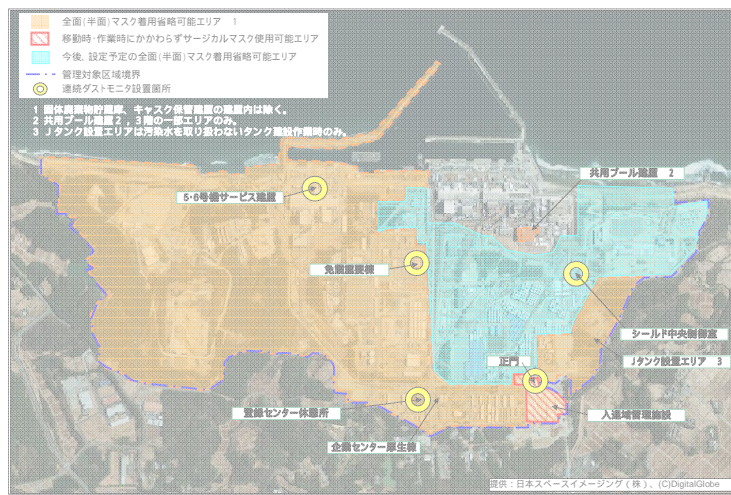 全面(半面)マスク着用省略可能エリア　1
移動時・作業時にかかわらずサージカルマスク使用可能エリア
今後、設定予定の全面(半面)マスク着用省略可能エリア
管理対象区域境界
連続ダストモニタ設置箇所
1 固体廃棄物貯蔵庫、キャスク保管建屋の建屋内は除く。
2 共用プール建屋2，3階の一部エリアのみ。
3 Jタンク設置エリアは汚染水を取り扱わないタンク建設作業時のみ。
共用プール建屋　2
5・6号機サービス建屋
免震重要棟
シールド中央制御室
正門
Jタンク設置エリア　3
登録センター休憩所
入退域管理施設
企業センター厚生棟
提供：日本スペースイメージング（株）、(C)DigitalGlobe